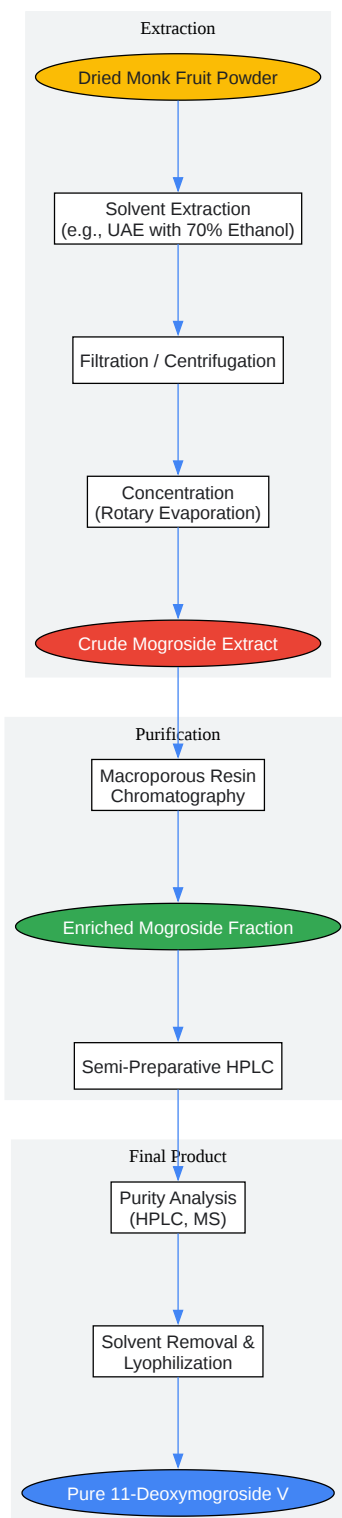 Extraction
Dried Monk Fruit Powder
Solvent Extraction
(e.g., UAE with 70% Ethanol)
Filtration / Centrifugation
Concentration
(Rotary Evaporation)
Crude Mogroside Extract
Purification
Macroporous Resin
Chromatography
Enriched Mogroside Fraction
Semi-Preparative HPLC
Final Product
Purity Analysis
(HPLC, MS)
Solvent Removal &
Lyophilization
Pure 11-Deoxymogroside V